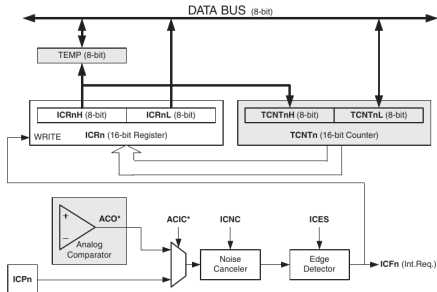 DATA BUS (8-bit)
TEMP (8-bit)
ICRnH (8-bit) ICRnL (8-bit) TCNTnH (8-bit) TCNTnL (8-bit)
WRITE ICRn (16-bit Register) TCNTn (16-bit Counter)
+ ACO* ACIC* ICNC ICES
–
Analog
Comparator
Noise
Canceler
Edge
Detector
ICFn (Int.Req.)
ICPn